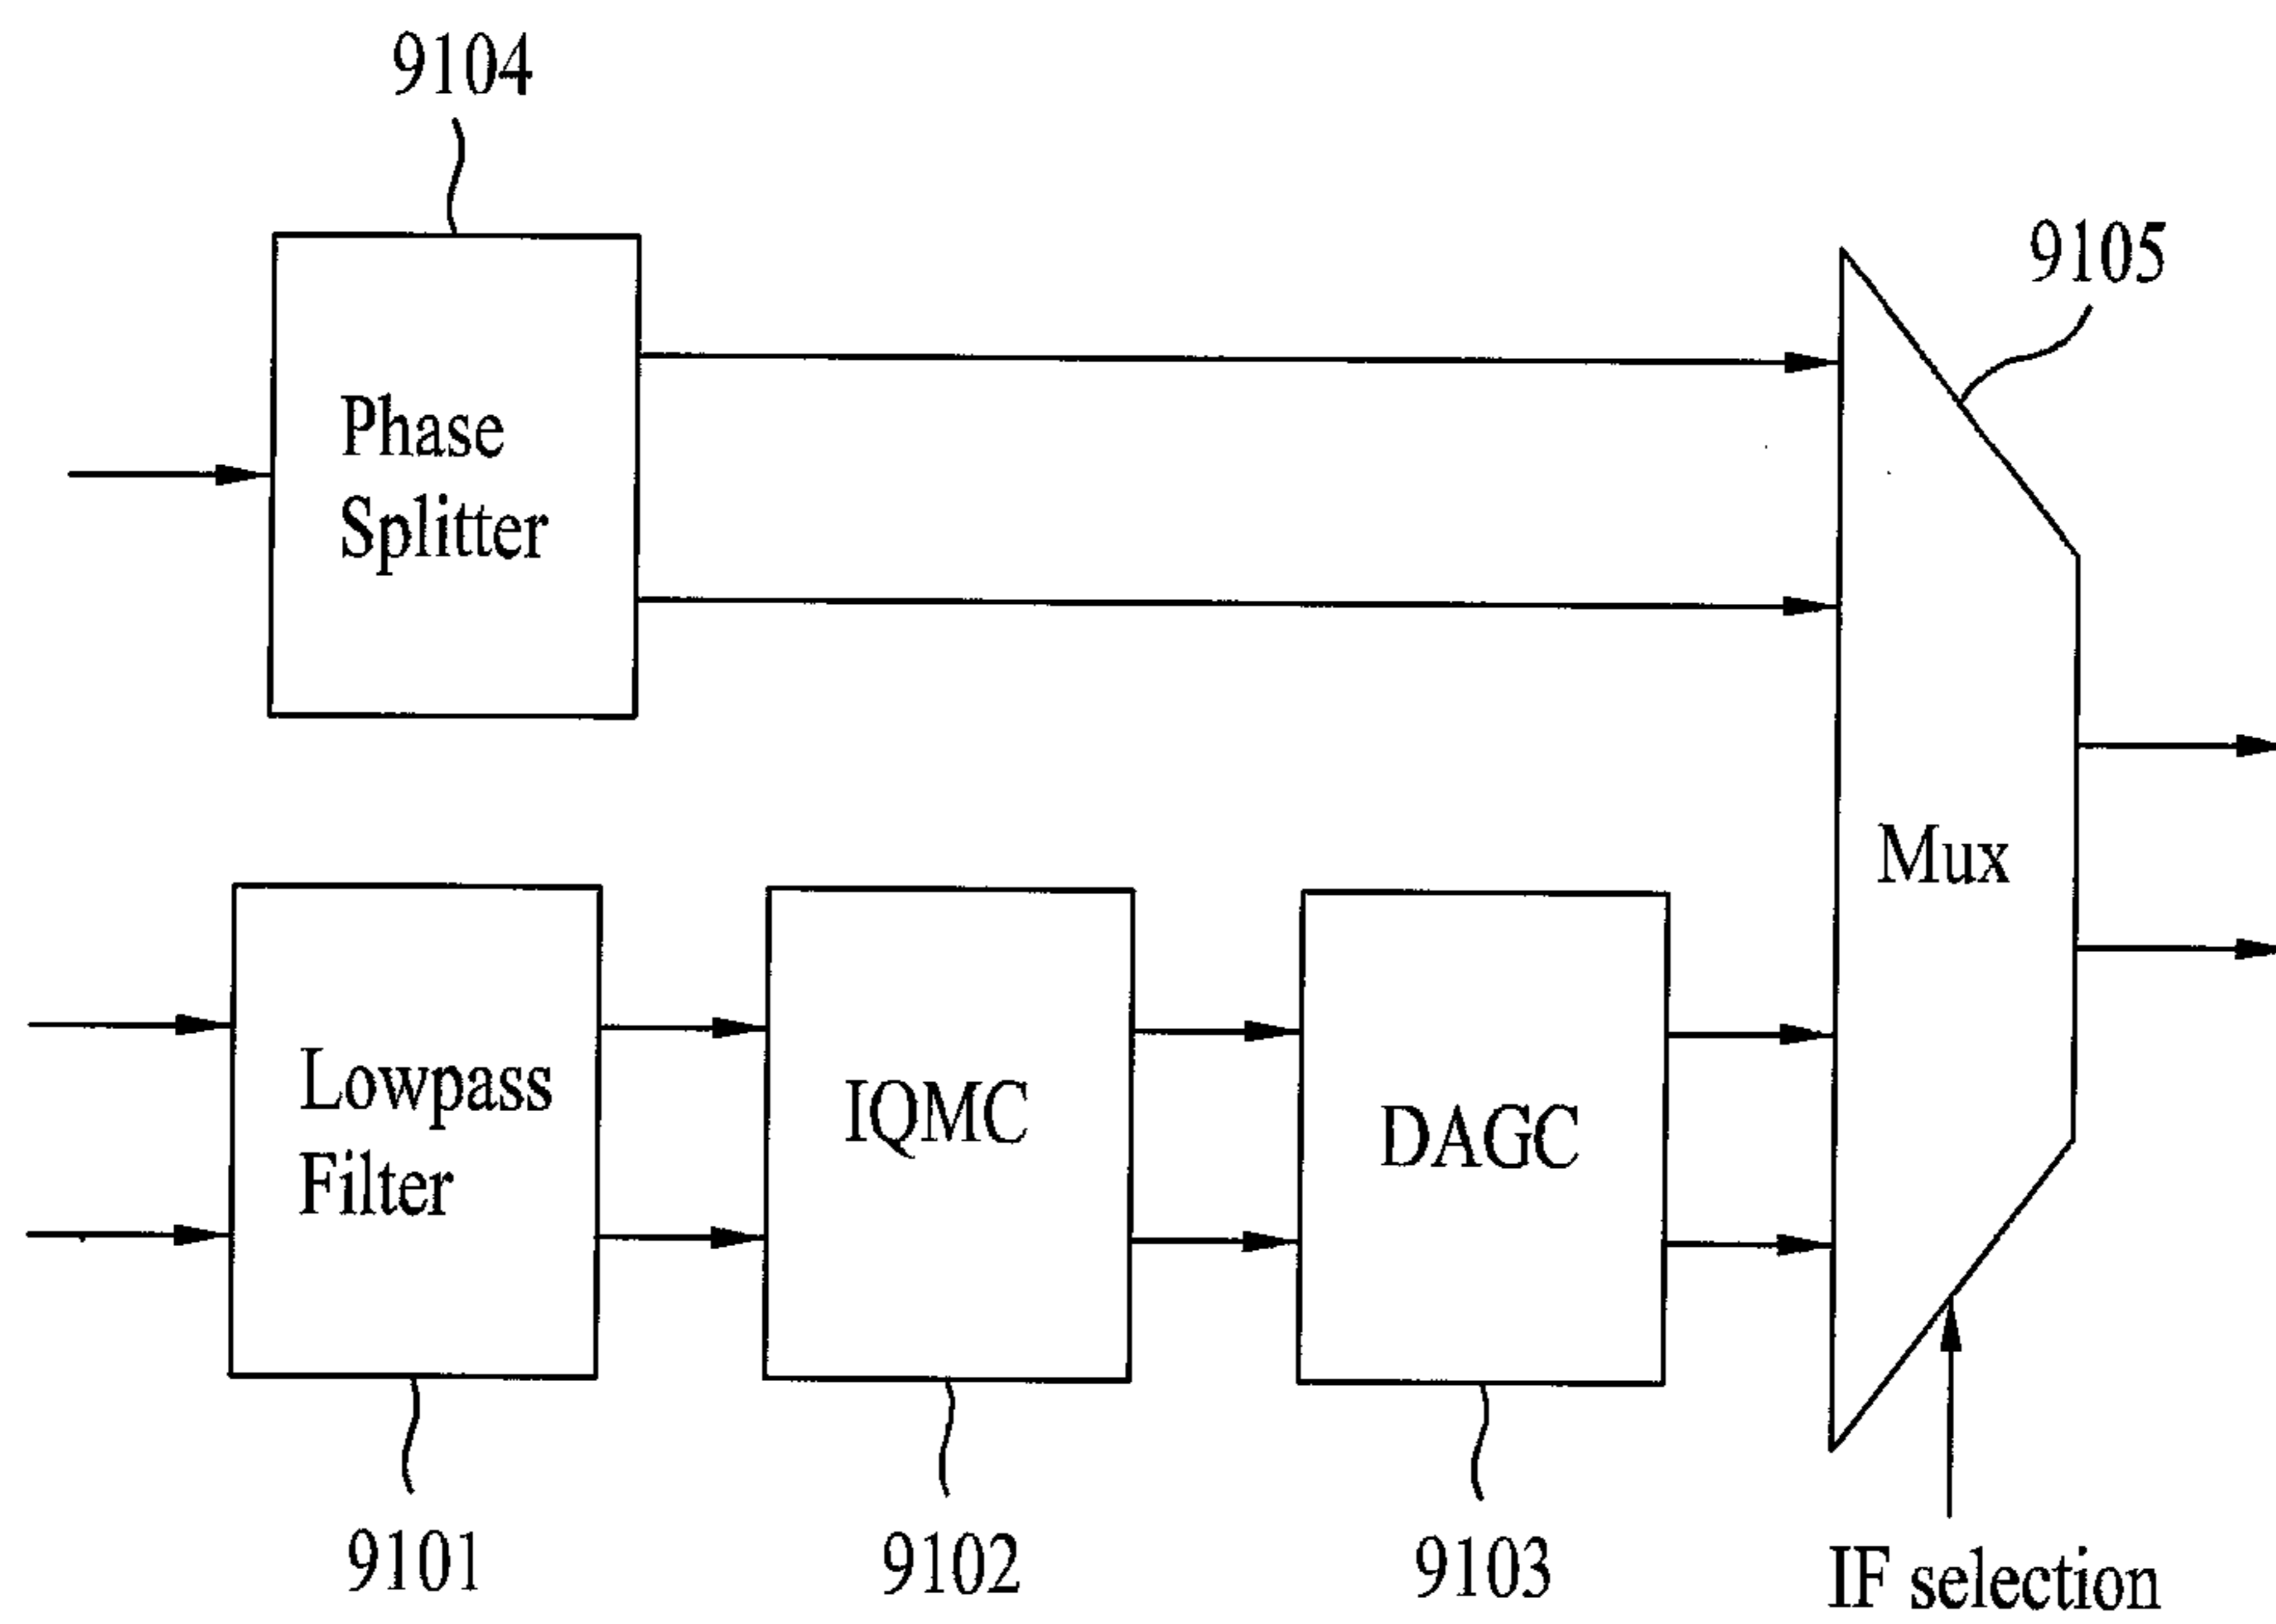 9104
9105
Phase
Splitter
Mux
Lowpass
Filter
IQMC
DAGC
9101
9102
9103
IF selection